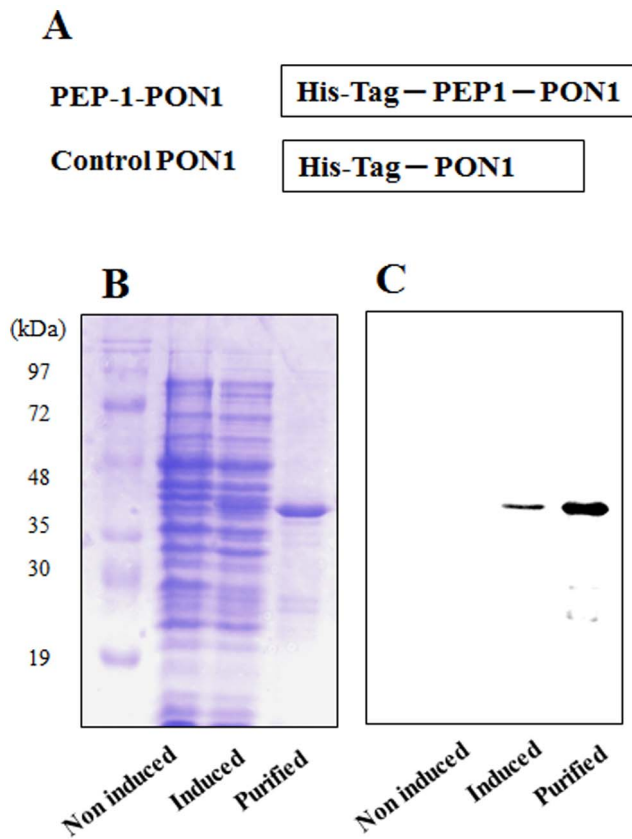 A
PEP-1-PON1
His-Tag — PEP1 — PON1
Control PON1
His-Tag — PON1
B
C
(kDa)
97
72
48
35
30
19
Non induced
Induced
Purified
Non induced
Induced
Purified